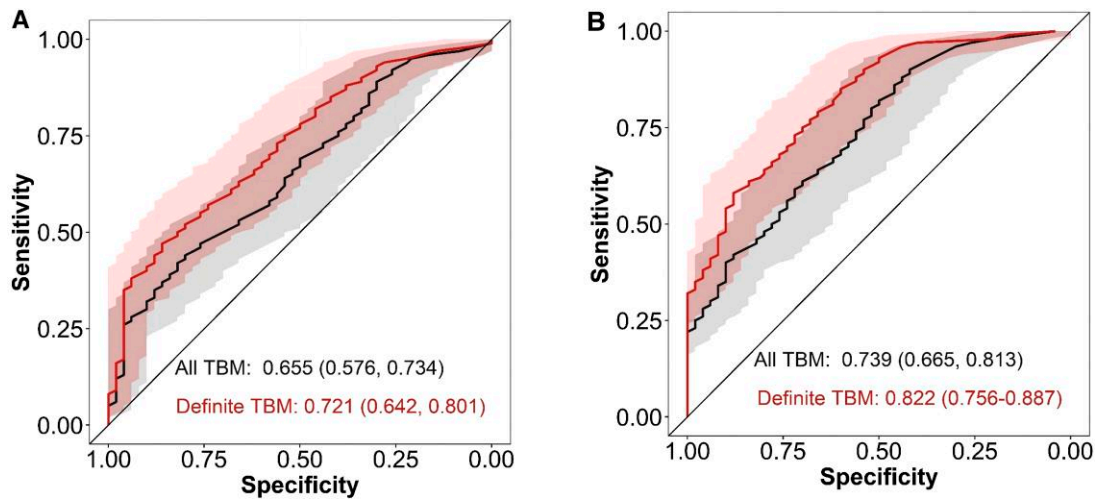 A
1.00
0.75
0.50
0.25
0.00
Sensitivity
All TBM: 0.655 (0.576, 0.734)
Definite TBM: 0.721 (0.642, 0.801)
1.00 0.75 0.50 0.25 0.00
Specificity
B
1.00
0.75
0.50
0.25
0.00
Sensitivity
All TBM: 0.739 (0.665, 0.813)
Definite TBM: 0.822 (0.756-0.887)
1.00 0.75 0.50 0.25 0.00
Specificity